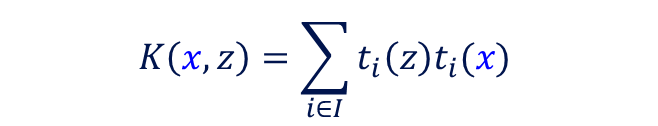 K(x, z) = ∑_{i∈I} t_i(z)t_i(x)